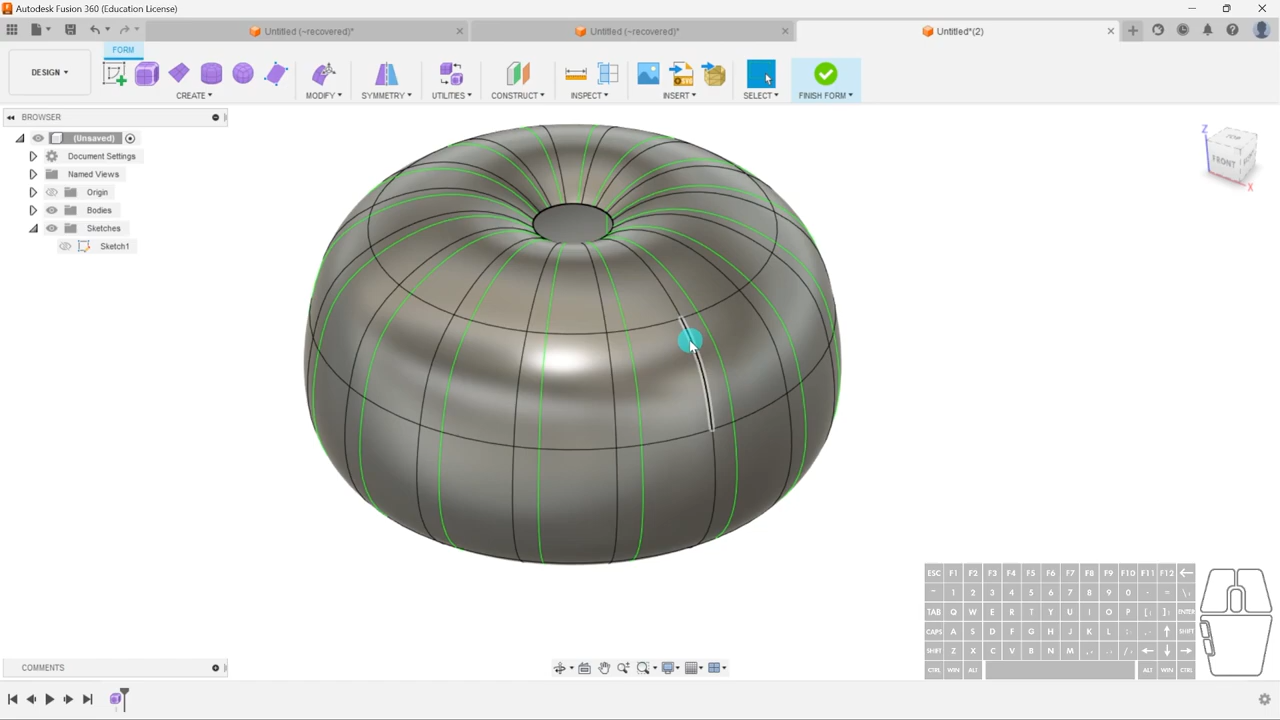 Autodesk Fusion 360 (Education License)
Untitled (~recovered)*
Untitled (~recovered)*
Untitled*(2)
FORM
DESIGN
CREATE
MODIFY
SYMMETRY
UTILITIES
CONSTRUCT
INSPECT
INSERT
SELECT
FINISH FORM
BROWSER
(Unsaved)
Document Settings
Named Views
Origin
Bodies
Sketches
Sketch1
Z
FRONT
X
ESC F1 F2 F3 F4 F5 F6 F7 F8 F9 F10 F11 F12
1 2 3 4 5 6 7 8 9 0 - =
TAB Q W E R T Y U I O P ENTER
CAPS A S D F G H J K L SHIFT
SHIFT Z X C V B N M
CTRL WIN ALT ALT WIN CTRL
COMMENTS